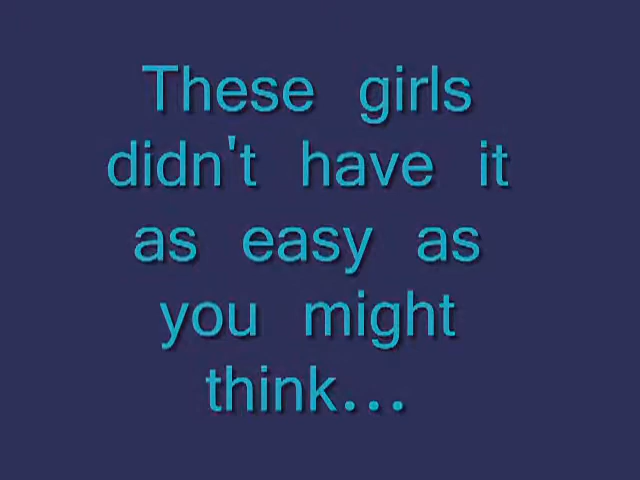 These girls
didn't have it
as easy as
you might
think...